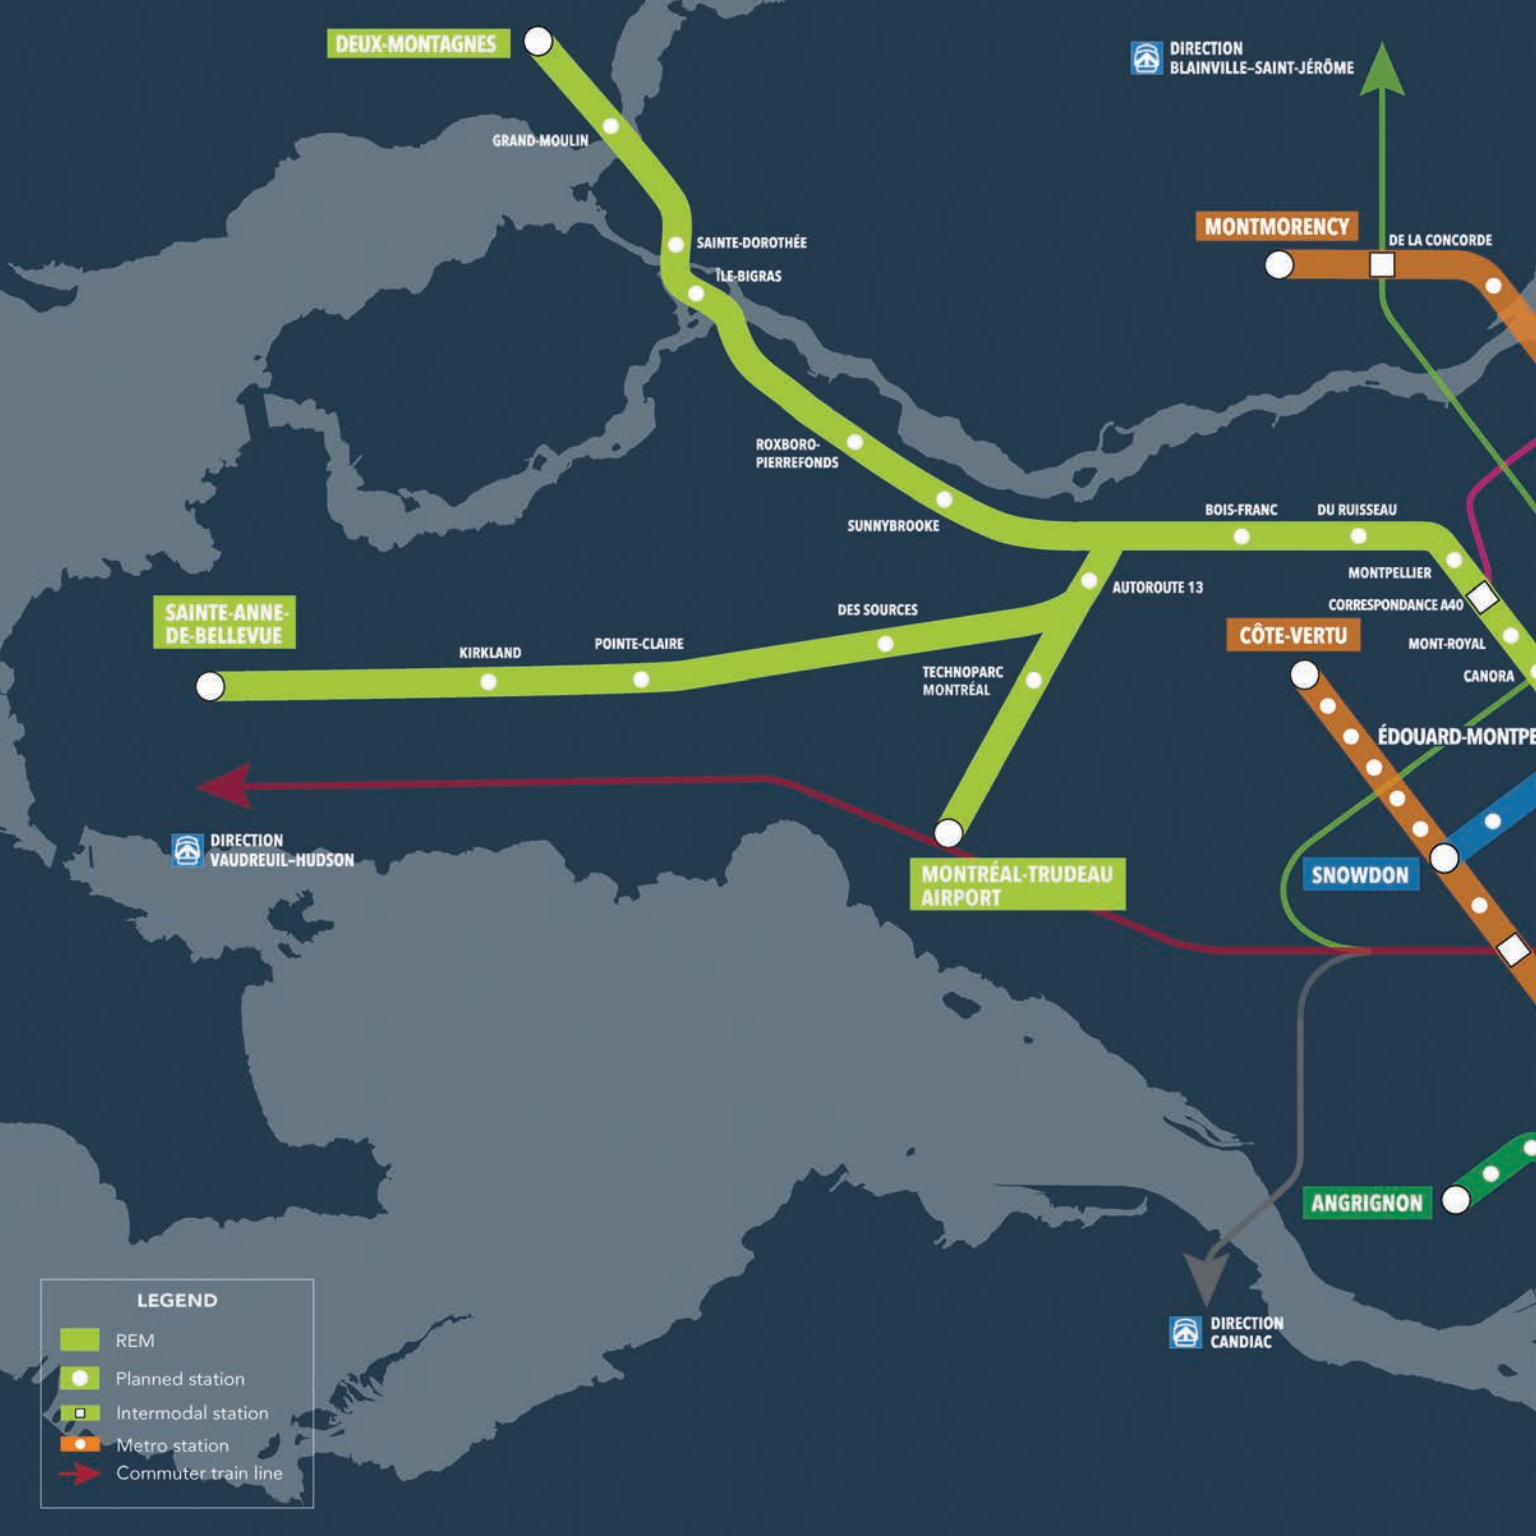 DEUX-MONTAGNES
DIRECTION
BLAINVILLE–SAINT-JÉRÔME
GRAND-MOULIN
MONTMORENCY
DE LA CONCORDE
SAINTE-DOROTHÉE
ÎLE-BIGRAS
ROXBORO-
PIERREFONDS
SUNNYBROOKE
BOIS-FRANC
DU RUISSEAU
MONTPELLIER
AUTOROUTE 13
CORRESPONDANCE A40
SAINTE-ANNE-
DE-BELLEVUE
DES SOURCES
CÔTE-VERTU
MONT-ROYAL
KIRKLAND
POINTE-CLAIRE
TECHNOPARC
MONTRÉAL
CANORA
ÉDOUARD-MONTPE
DIRECTION
VAUDREUIL–HUDSON
MONTRÉAL-TRUDEAU
AIRPORT
SNOWDON
ANGRIGNON
DIRECTION
CANDIAC
LEGEND
REM
Planned station
Intermodal station
Metro station
Commuter train line